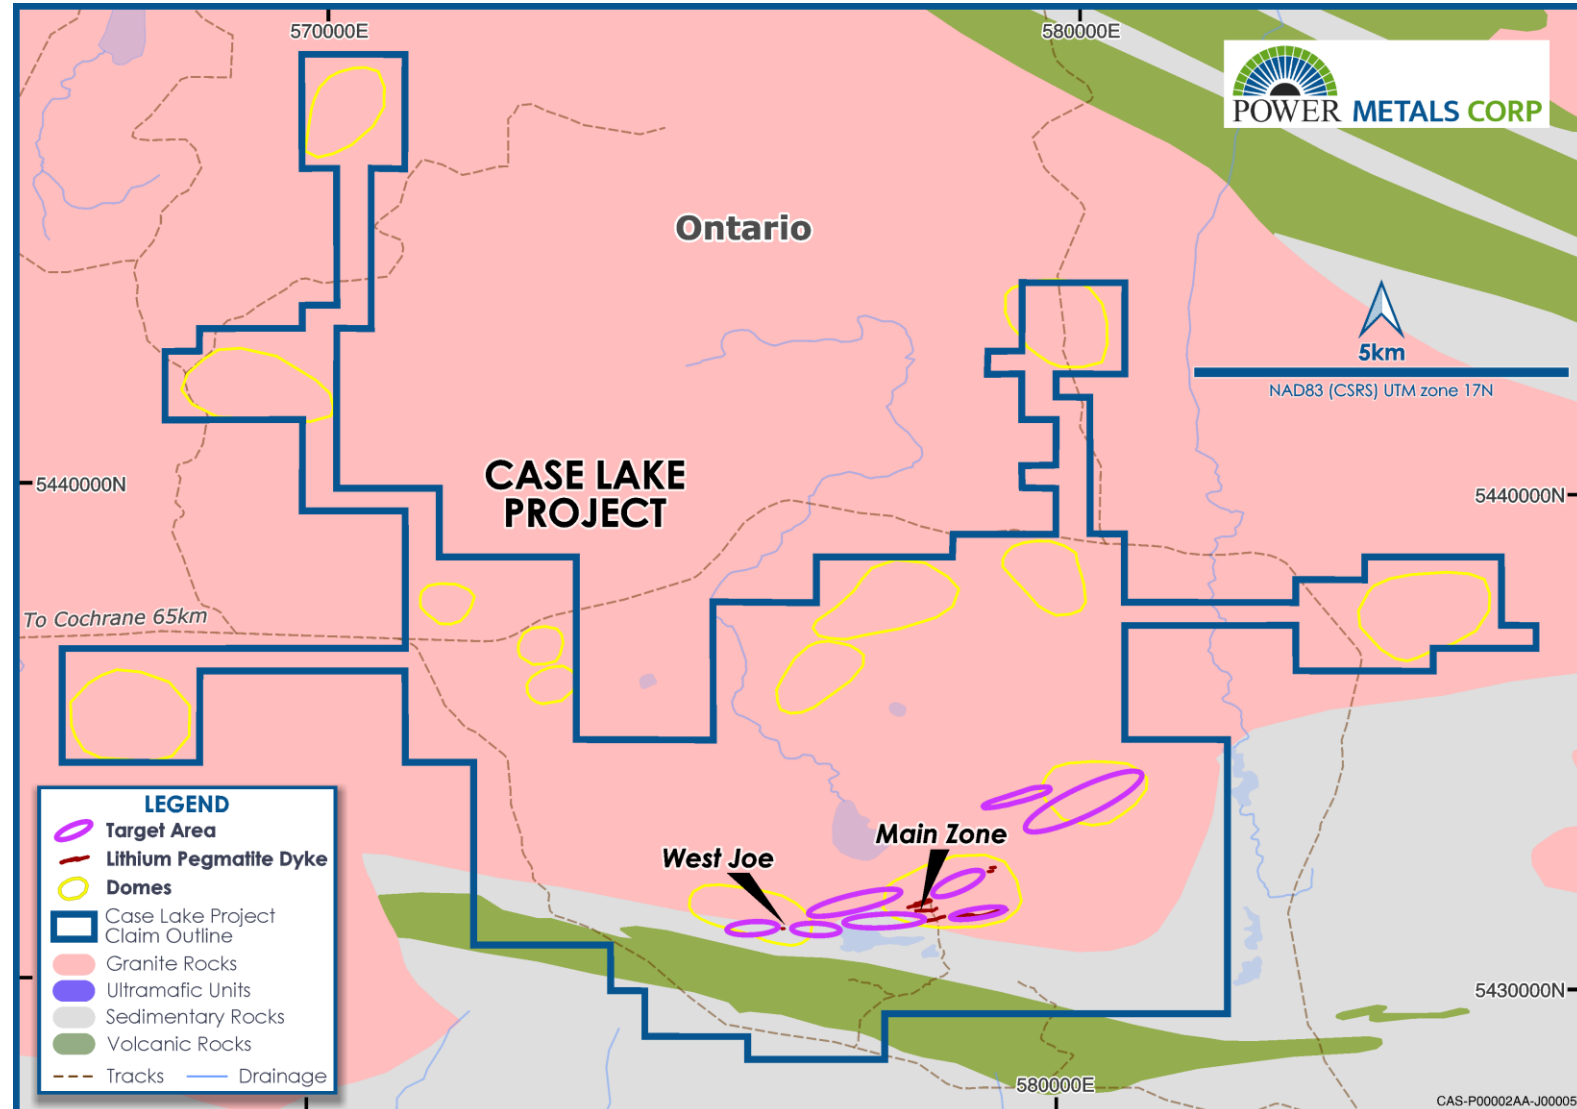 570000E
580000E
POWER METALS CORP
Ontario
5km
NAD83 (CSRS) UTM zone 17N
CASE LAKE
PROJECT
5440000N
5440000N
To Cochrane 65km
LEGEND
Target Area
Lithium Pegmatite Dyke
Domes
Case Lake Project
Claim Outline
Granite Rocks
Ultramafic Units
Sedimentary Rocks
Volcanic Rocks
Tracks
Drainage
Main Zone
West Joe
5430000N
580000E
CAS-P00002AA-J00005